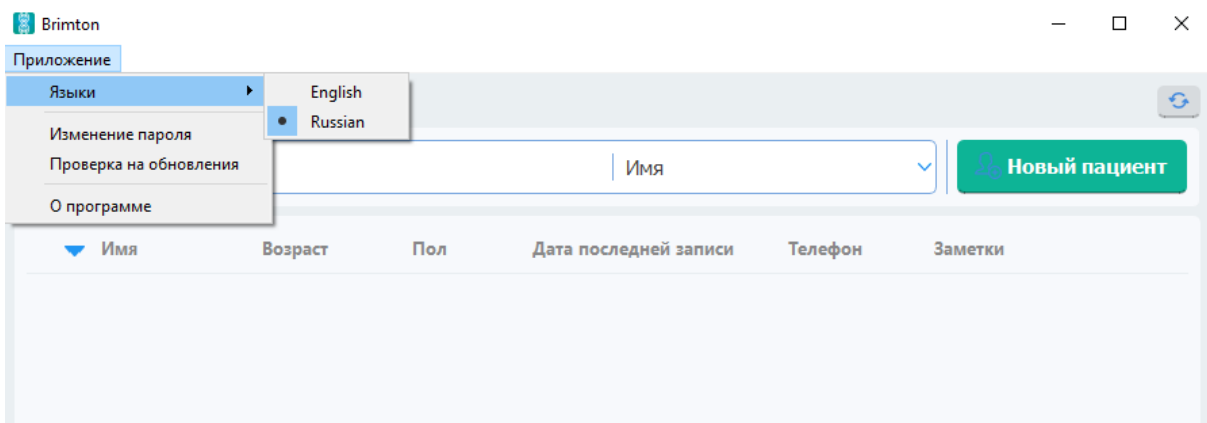 Brimton
Приложение
Языки
English
Russian
Изменение пароля
Проверка на обновления
О программе
Имя
Новый пациент
Имя Возраст Пол Дата последней записи Телефон Заметки